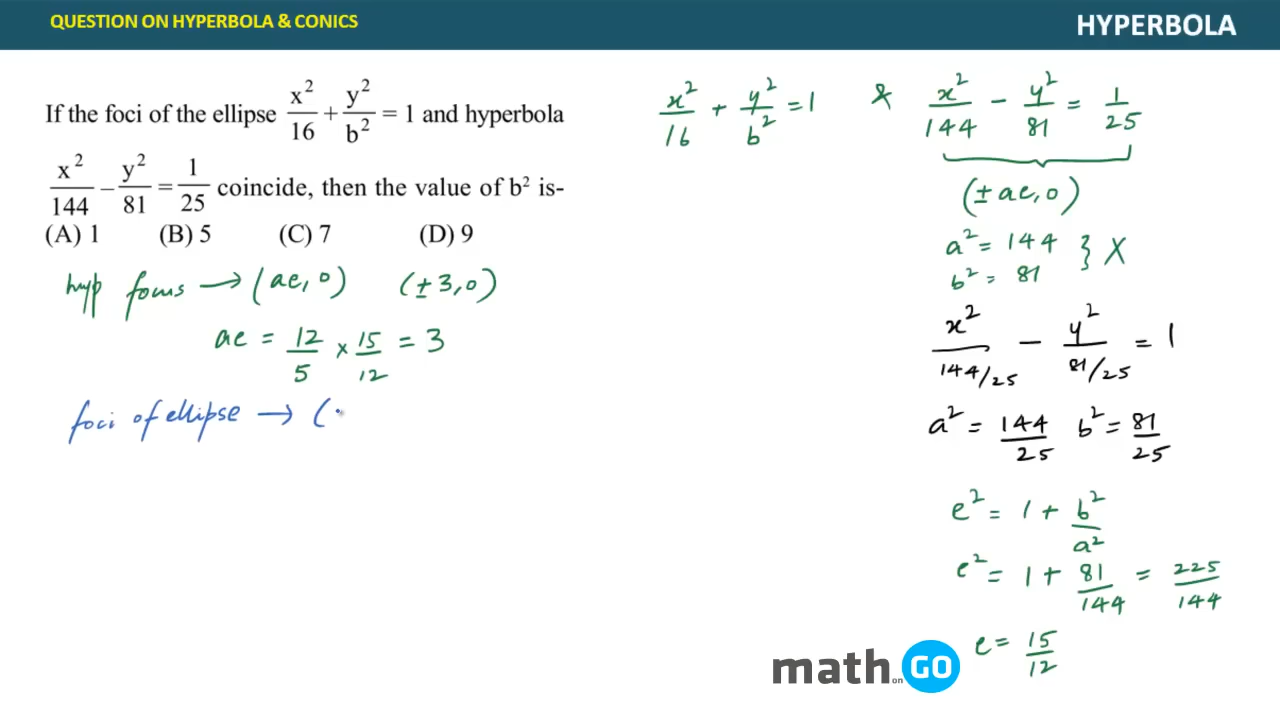 QUESTION ON HYPERBOLA & CONICS
HYPERBOLA
If the foci of the ellipse x²/16 + y²/b² = 1 and hyperbola
x²/144 − y²/81 = 1/25 coincide, then the value of b² is-
(A) 1 (B) 5 (C) 7 (D) 9
hyp focus → (ae, 0) (± 3, 0)
ae = 12/5 × 15/12 = 3
foci of ellipse → (
x²/16 + y²/b² = 1 & x²/144 − y²/81 = 1/25
(± ae, 0)
a² = 144
b² = 81 } X
x²/144/25 − y²/81/25 = 1
a² = 144/25 b² = 81/25
e² = 1 + b²/a²
e² = 1 + 81/144 = 225/144
e = 15/12
math on GO